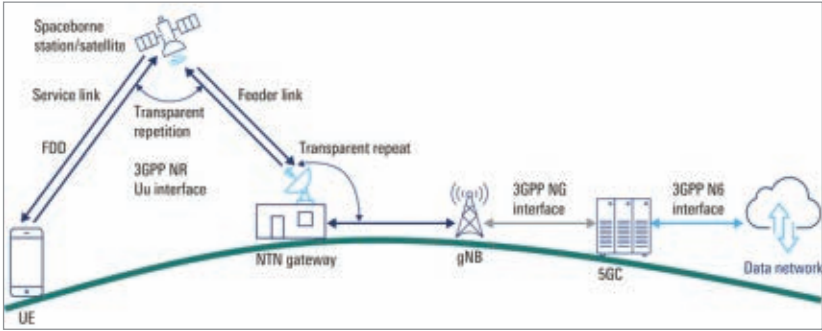 Spaceborne
station/satellite
Service link
Feeder link
Transparent
repetition
FDD
3GPP NR
Uu interface
Transparent repeat
3GPP NG
interface
3GPP N6
interface
NTN gateway
gNB
5GC
Data network
UE